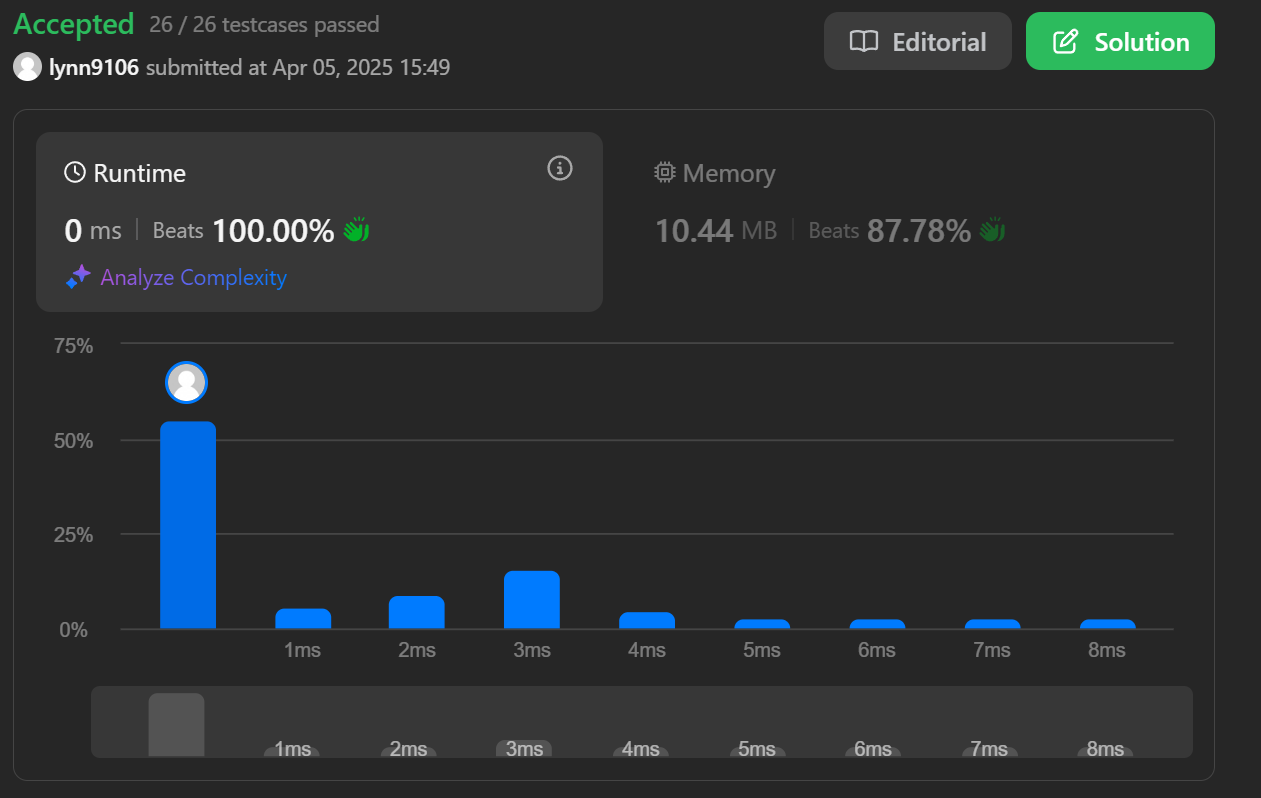 Accepted 26 / 26 testcases passed
lynn9106 submitted at Apr 05, 2025 15:49
Editorial
Solution
Runtime
0 ms | Beats 100.00%
Analyze Complexity
Memory
10.44 MB | Beats 87.78%
75%
50%
25%
0%
1ms 2ms 3ms 4ms 5ms 6ms 7ms 8ms
1ms 2ms 3ms 4ms 5ms 6ms 7ms 8ms